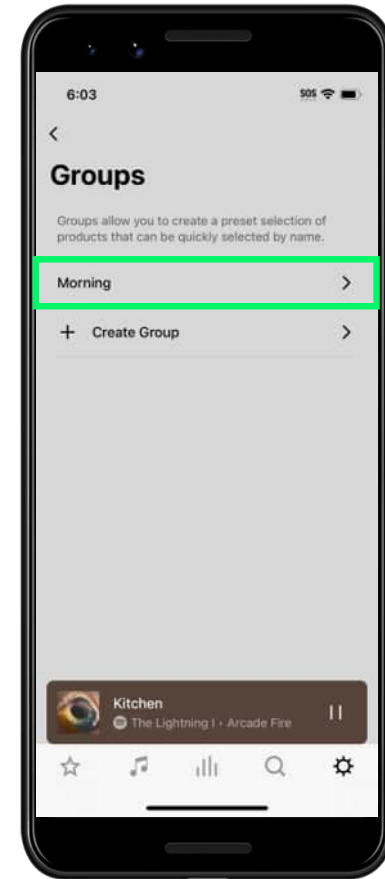 6:03
SOS
Groups
Groups allow you to create a preset selection of
products that can be quickly selected by name.
Morning
+ Create Group
Kitchen
The Lightning I • Arcade Fire